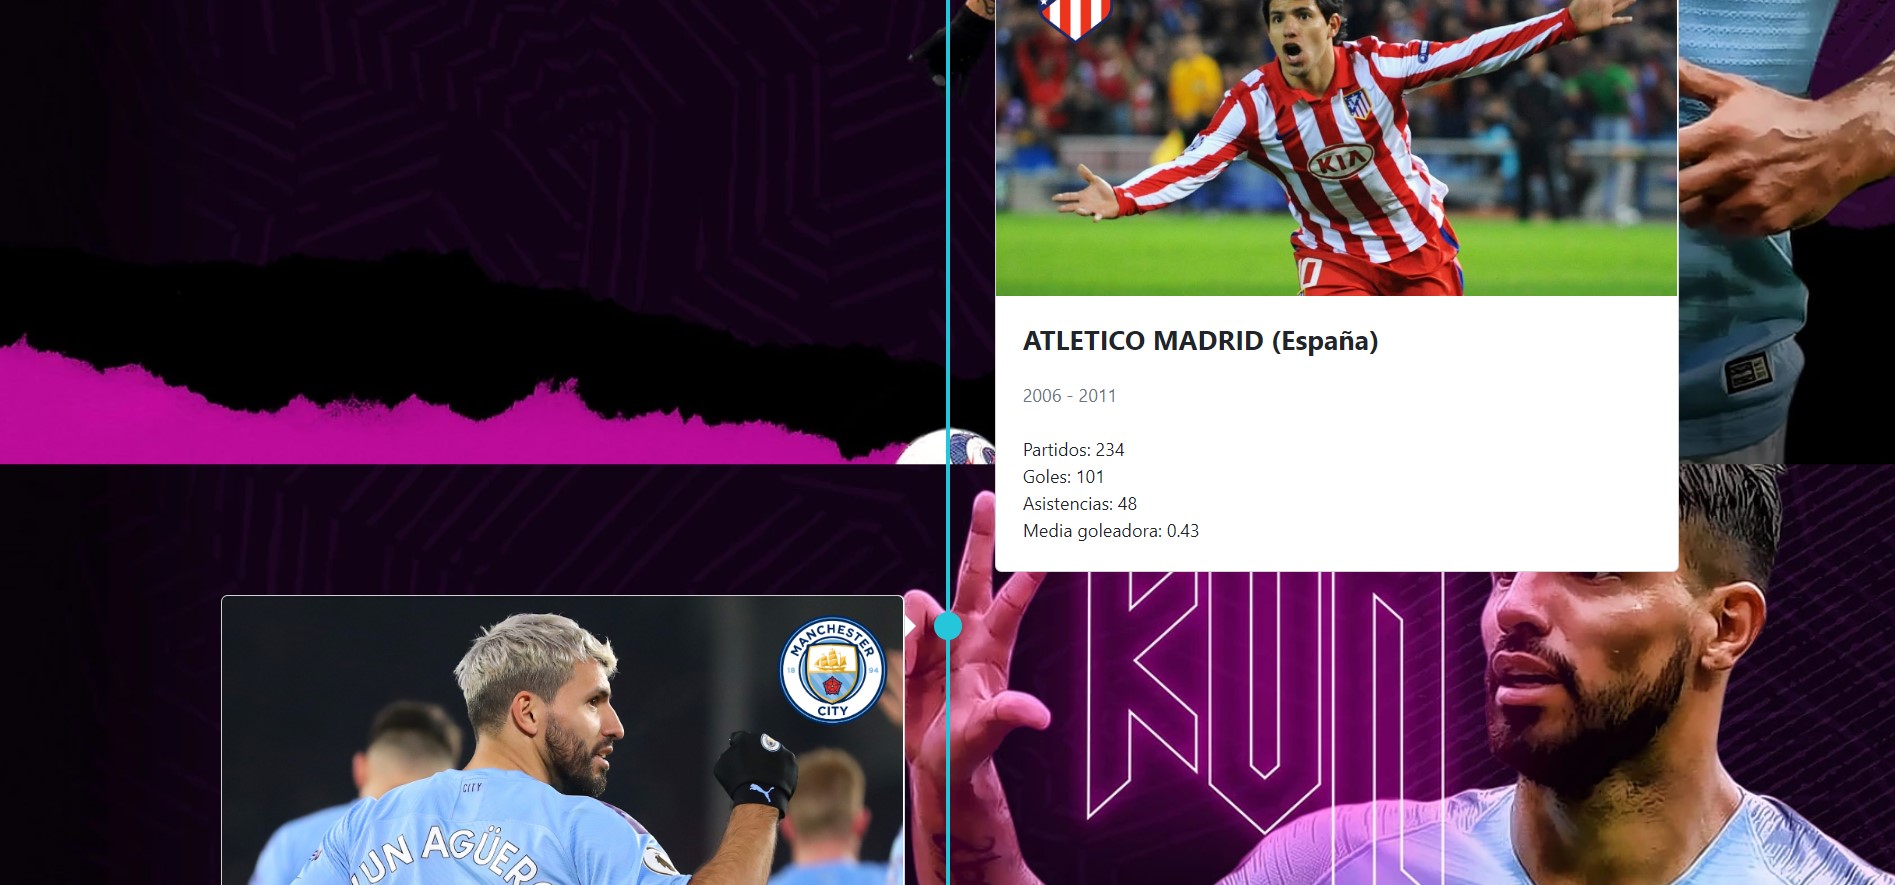 KIA
10
ATLETICO MADRID (España)
2006 - 2011
Partidos: 234
Goles: 101
Asistencias: 48
Media goleadora: 0.43
MANCHESTER
18 94
CITY
CITY
KUN AGÜERO
KUN